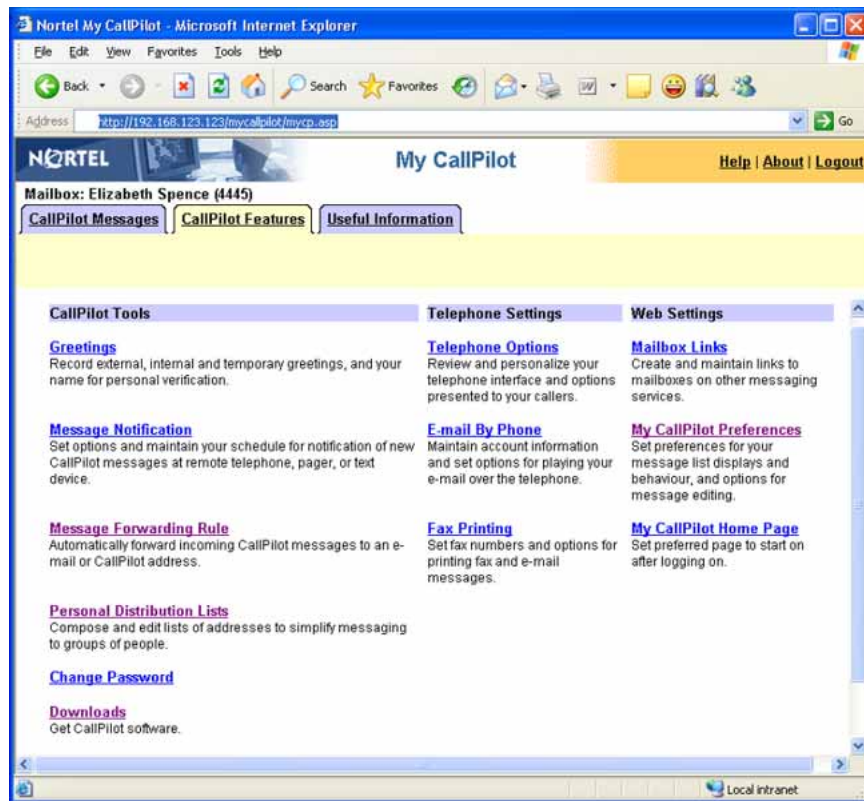 Nortel My CallPilot - Microsoft Internet Explorer
File Edit View Favorites Tools Help
Back Search Favorites
Address http://192.168.123.123/mycallpilot/mycp.asp Go
NORTEL My CallPilot Help | About | Logout
Mailbox: Elizabeth Spence (4445)
CallPilot Messages CallPilot Features Useful Information
CallPilot Tools
Greetings
Record external, internal and temporary greetings, and your
name for personal verification.
Message Notification
Set options and maintain your schedule for notification of new
CallPilot messages at remote telephone, pager, or text
device.
Message Forwarding Rule
Automatically forward incoming CallPilot messages to an e-
mail or CallPilot address.
Personal Distribution Lists
Compose and edit lists of addresses to simplify messaging
to groups of people.
Change Password
Downloads
Get CallPilot software.
Telephone Settings
Telephone Options
Review and personalize your
telephone interface and options
presented to your callers.
E-mail By Phone
Maintain account information
and set options for playing your
e-mail over the telephone.
Fax Printing
Set fax numbers and options for
printing fax and e-mail
messages.
Web Settings
Mailbox Links
Create and maintain links to
mailboxes on other messaging
services.
My CallPilot Preferences
Set preferences for your
message list displays and
behaviour, and options for
message editing.
My CallPilot Home Page
Set preferred page to start on
after logging on.
Local intranet